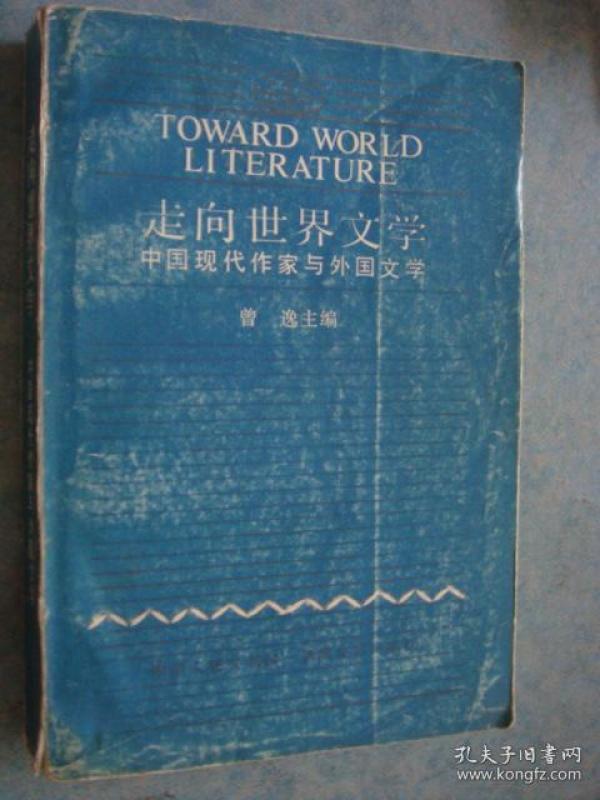 TOWARD WORLD
LITERATURE
走向世界文学
中国现代作家与外国文学
曾 逸主编
孔夫子旧书网
www.kongfz.com